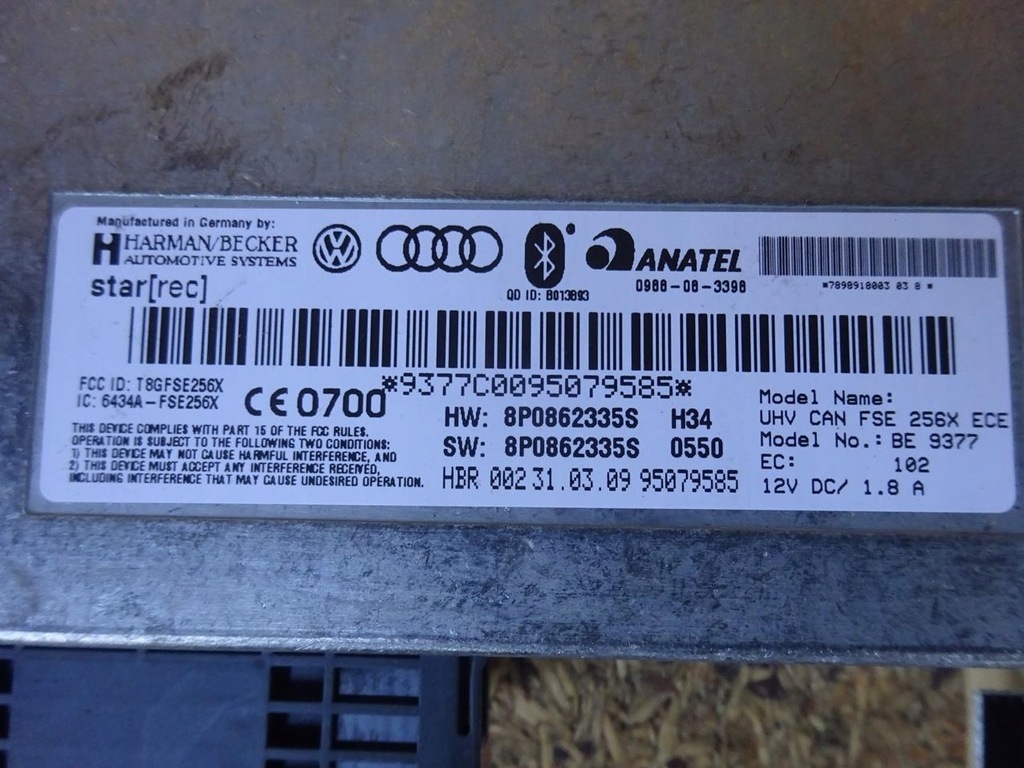 Manufactured in Germany by:
HARMAN/BECKER
AUTOMOTIVE SYSTEMS
star[rec]
QD ID: B013893
ANATEL
0988-08-3398
*7898918003 03 8 *
*9377C0095079585*
FCC ID: T8GFSE256X
IC: 6434A-FSE256X
CE 0700
THIS DEVICE COMPLIES WITH PART 15 OF THE FCC RULES,
OPERATION IS SUBJECT TO THE FOLLOWING TWO CONDITIONS:
1) THIS DEVICE MAY NOT CAUSE HARMFUL INTERFERENCE, AND
2) THIS DEVICE MUST ACCEPT ANY INTERFERENCE RECEIVED,
INCLUDING INTERFERENCE THAT MAY CAUSE UNDESIRED OPERATION.
HW: 8P0862335S H34
SW: 8P0862335S 0550
HBR 002 31.03.09 95079585
Model Name:
UHV CAN FSE 256X ECE
Model No.: BE 9377
EC: 102
12V DC/ 1.8 A